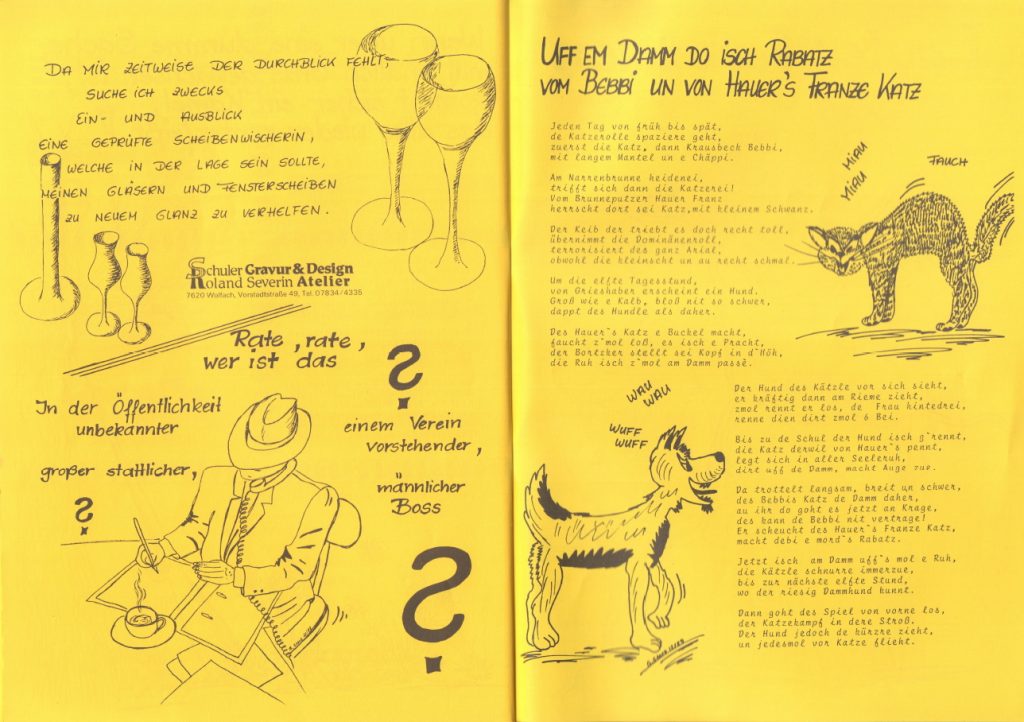 DA MIR ZEITWEISE DER DURCHBLICK FEHLT,
SUCHE ICH ZWECKS
EIN- UND AUSBLICK
EINE GEPRÜFTE SCHEIBENWISCHERIN,
WELCHE IN DER LAGE SEIN SOLLTE,
MEINEN GLÄSERN UND FENSTERSCHEIBEN
ZU NEUEM GLANZ ZU VERHELFEN.
Schuler Gravur & Design
Roland Severin Atelier
7620 Wolfach, Vorstadtstraße 49, Tel. 07834/4335
Rate, rate,
wer ist das
?
In der Öffentlichkeit
unbekannter
einem Verein
vorstehender,
großer stattlicher,
männlicher
Boss
?
?
UFF EM DAMM DO ISCH RABATZ
VOM BEBBI UN VON HAUER'S FRANZE KATZ
Jeden Tag von früh bis spät,
de Katzerolle spaziere geht,
zuerst die Katz, dann Krausbeck Bebbi,
mit langem Mantel un e Chäppi.
Am Narrenbrunne heidenei,
trifft sich dann die Katzerei!
Vom Brunneputzer Hauer Franz
herrscht dort sei Katz,mit kleinem Schwanz.
Der Keib der triebt es doch recht toll,
übernimmt die Dominänenroll,
terrorisiert des ganz Arial,
obwohl die kleinscht un au recht schmal.
Um die elfte Tagesstund,
von Grieshaber erscheint ein Hund.
Groß wie e Kalb, bloß nit so schwer,
dappt des Hundle als daher.
Des Hauer`s Katz e Buckel macht,
faucht z`mol loß, es isch e Pracht,
der Bortzker stellt sei Kopf in d`Höh,
die Ruh isch z`mol am Damm passè.
MIAU
MIAU
FAUCH
WAU
WAU
WUFF
WUFF
Der Hund des Kätzle vor sich sieht,
er kräftig dann am Rieme zieht,
zmol rennt er los, de Frau hintedrei,
renne dien dirt zmol 6 Bei.
Bis zu de Schul der Hund isch g`rennt,
die Katz derwil von Hauer`s pennt,
legt sich in aller Seeleruh,
dirt uff de Damm, macht Auge zue.
Da trottelt langsam, breit un schwer,
des Bebbis Katz de Damm daher,
au ihr do goht es jetzt an Krage,
des kann de Bebbi nit vertrage!
Er scheucht des Hauer`s Franze Katz,
macht debi e mord`s Rabatz.
Jetzt isch am Damm uff`s mol e Ruh,
die Kätzle schnurre immerzue,
bis zur nächste elfte Stund,
wo der riesig Dammhund kunnt.
Dann goht des Spiel von vorne los,
der Katzekampf in dere Stroß.
Der Hund jedoch de kürzre zieht,
un jedesmol vor Katze flieht.